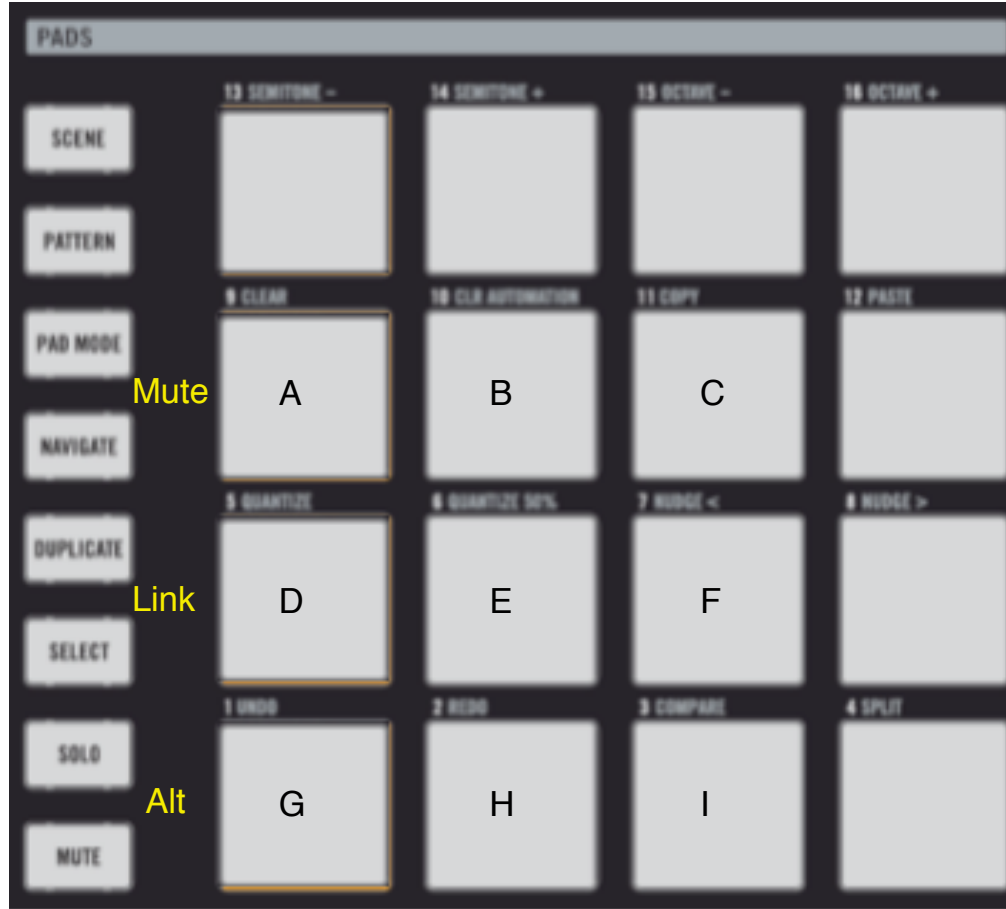 PADS
13 SEMITONE - 14 SEMITONE + 15 OCTAVE - 16 OCTAVE +
SCENE
PATTERN
9 CLEAR 10 CLR AUTOMATION 11 COPY 12 PASTE
PAD MODE
Mute A B C
NAVIGATE
5 QUANTIZE 6 QUANTIZE 50% 7 NUDGE < 8 NUDGE >
DUPLICATE
Link D E F
SELECT
1 UNDO 2 REDO 3 COMPARE 4 SPLIT
SOLO
Alt G H I
MUTE